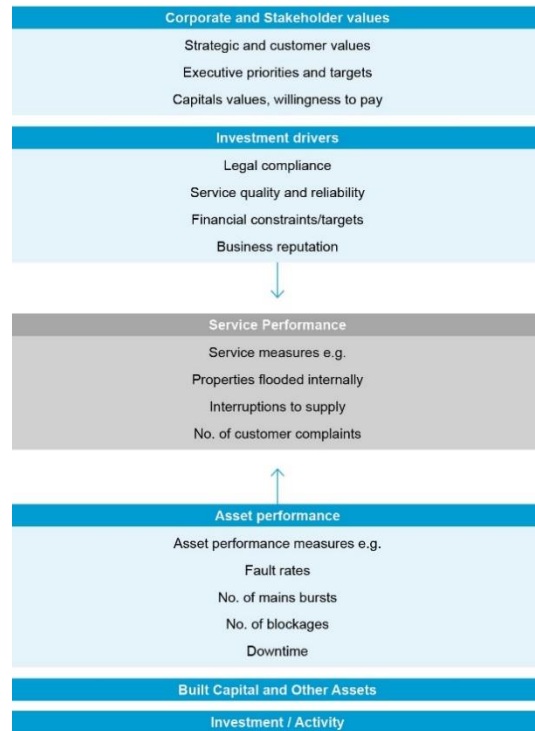 Corporate and Stakeholder values
Strategic and customer values
Executive priorities and targets
Capitals values, willingness to pay
Investment drivers
Legal compliance
Service quality and reliability
Financial constraints/targets
Business reputation
Service Performance
Service measures e.g.
Properties flooded internally
Interruptions to supply
No. of customer complaints
Asset performance
Asset performance measures e.g.
Fault rates
No. of mains bursts
No. of blockages
Downtime
Built Capital and Other Assets
Investment / Activity